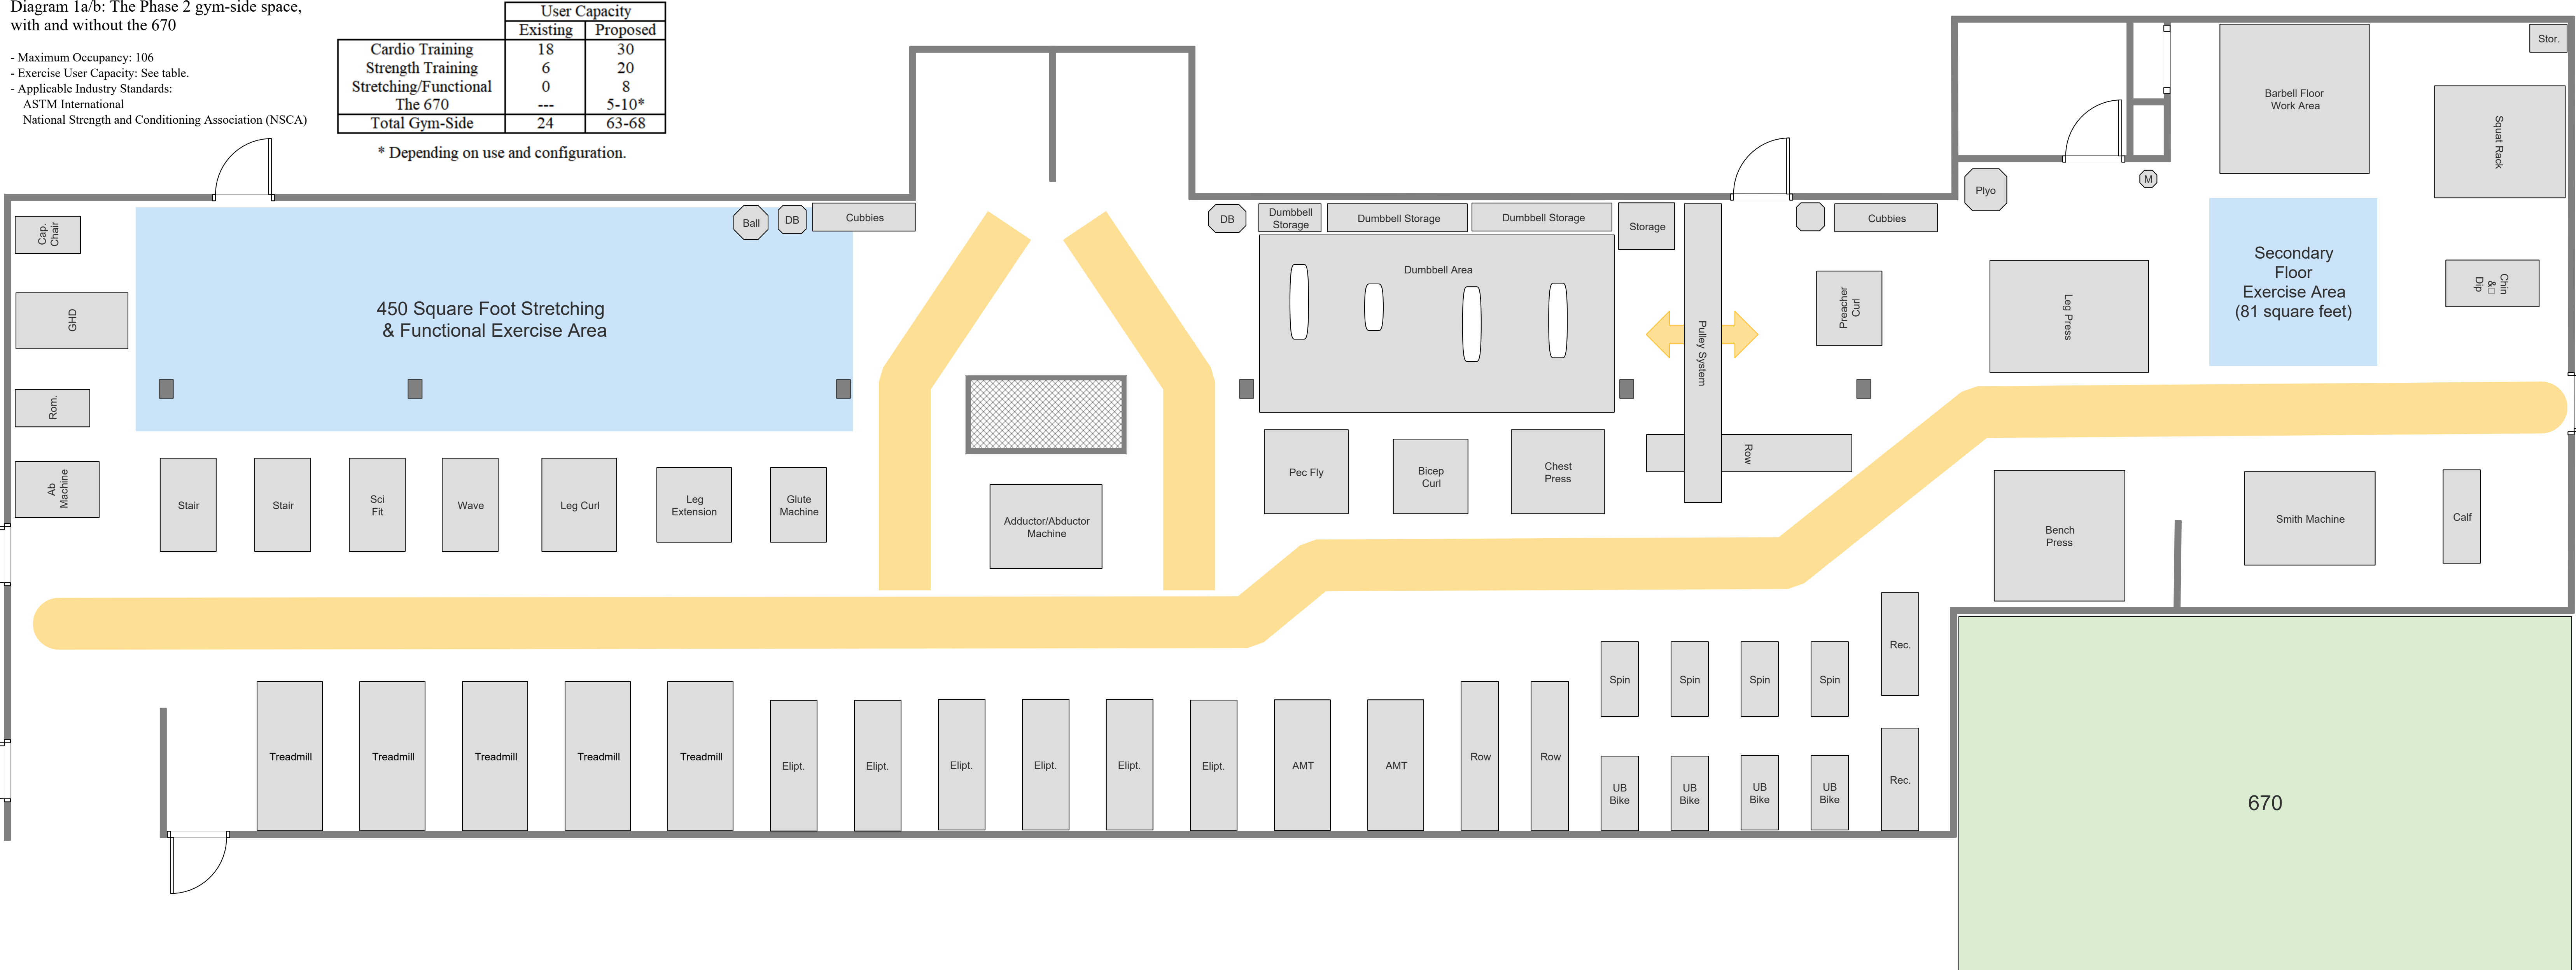 Diagram 1a/b: The Phase 2 gym-side space,
with and without the 670
- Maximum Occupancy: 106
- Exercise User Capacity: See table.
- Applicable Industry Standards:
ASTM International
National Strength and Conditioning Association (NSCA)
User Capacity
Existing Proposed
Cardio Training 18 30
Strength Training 6 20
Stretching/Functional 0 8
The 670 --- 5-10*
Total Gym-Side 24 63-68
* Depending on use and configuration.
Stor.
Barbell Floor
Work Area
Squat Rack
M
Plyo
Cap.
Chair
Ball
DB
Cubbies
DB
Dumbbell
Storage
Dumbbell Storage
Dumbbell Storage
Storage
Cubbies
GHD
450 Square Foot Stretching
& Functional Exercise Area
Dumbbell Area
Pulley System
Preacher
Curl
Leg Press
Secondary
Floor
Exercise Area
(81 square feet)
Chin
&□
Dip
Rom.
Ab
Machine
Stair
Stair
Sci
Fit
Wave
Leg Curl
Leg
Extension
Glute
Machine
Adductor/Abductor
Machine
Pec Fly
Bicep
Curl
Chest
Press
Row
Bench
Press
Smith Machine
Calf
Treadmill
Treadmill
Treadmill
Treadmill
Treadmill
Elipt.
Elipt.
Elipt.
Elipt.
Elipt.
Elipt.
AMT
AMT
Row
Row
Spin
Spin
Spin
Spin
Rec.
UB
Bike
UB
Bike
UB
Bike
UB
Bike
Rec.
670